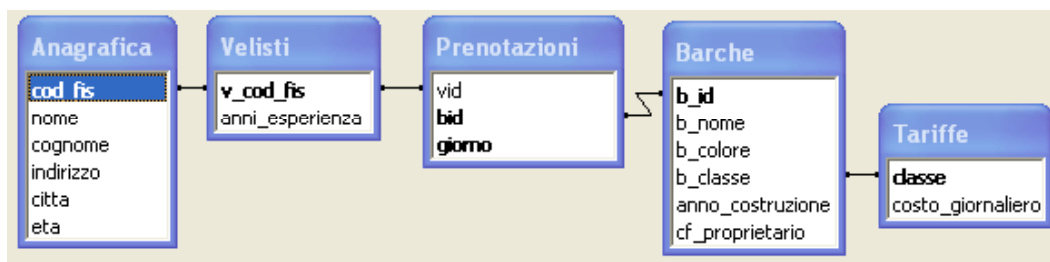 Anagrafica
cod_fis
nome
cognome
indirizzo
citta
eta
Velisti
v_cod_fis
anni_esperienza
Prenotazioni
vid
bid
giorno
Barche
b_id
b_nome
b_colore
b_classe
anno_costruzione
cf_proprietario
Tariffe
classe
costo_giornaliero